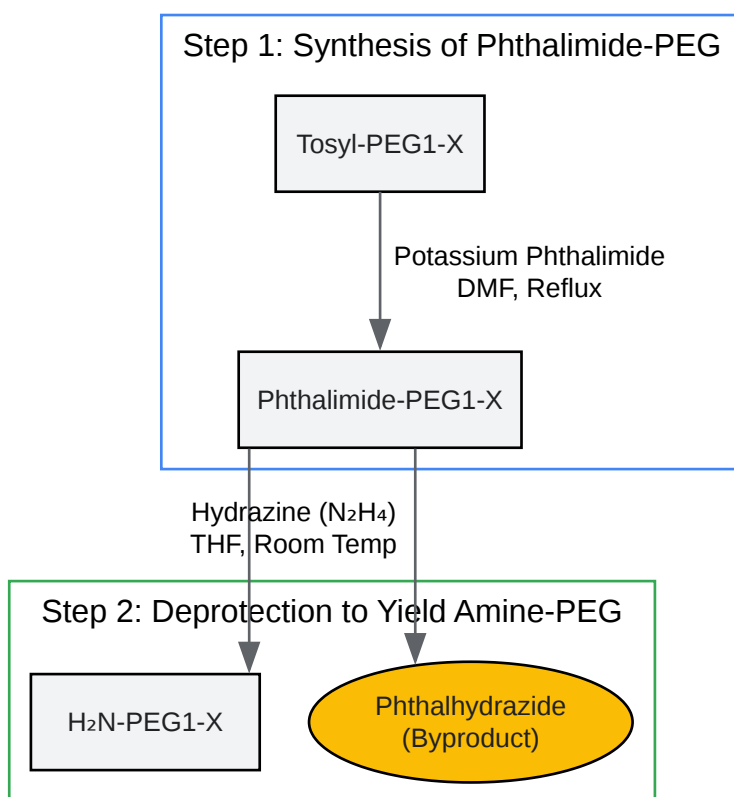 Step 1: Synthesis of Phthalimide-PEG
Tosyl-PEG1-X
Potassium Phthalimide
DMF, Reflux
Phthalimide-PEG1-X
Hydrazine (N₂H₄)
THF, Room Temp
Step 2: Deprotection to Yield Amine-PEG
H₂N-PEG1-X
Phthalhydrazide
(Byproduct)